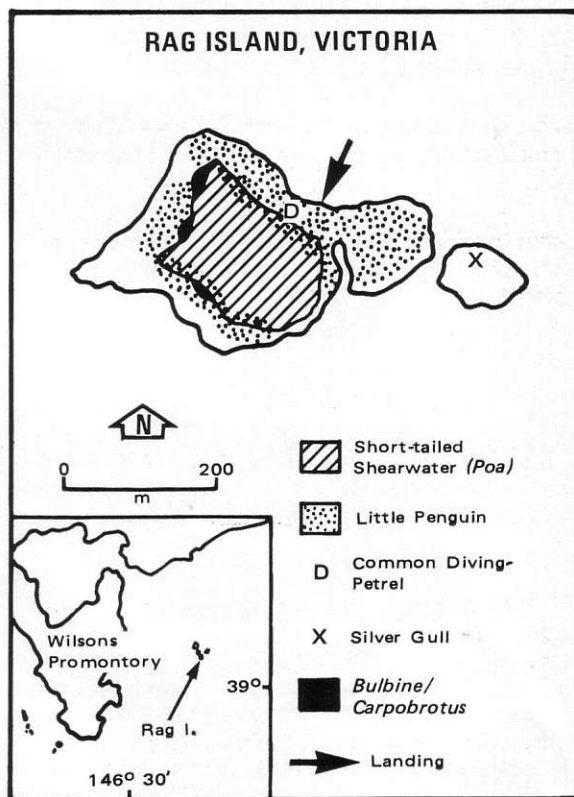 RAG ISLAND, VICTORIA
D
X
N
0 200
m
Short-tailed
Shearwater (Poa)
Little Penguin
D Common Diving-
Petrel
X Silver Gull
Bulbine/
Carpobrotus
Landing
Wilsons
Promontory
Rag I.
39°
146° 30'